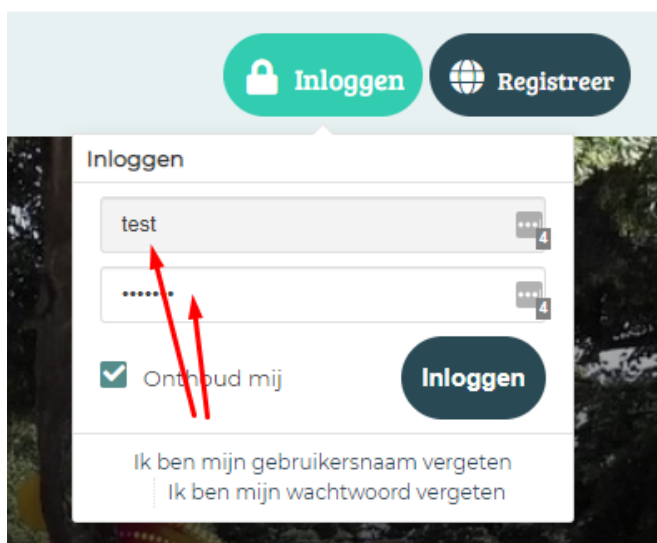 Inloggen
Registreer
Inloggen
test
4
•••••••
4
Onthoud mij
Inloggen
Ik ben mijn gebruikersnaam vergeten
Ik ben mijn wachtwoord vergeten